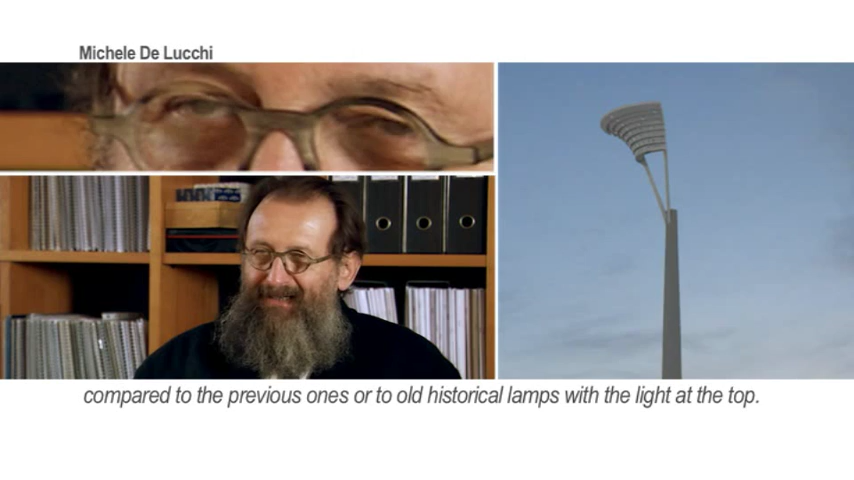 Michele De Lucchi
compared to the previous ones or to old historical lamps with the light at the top.